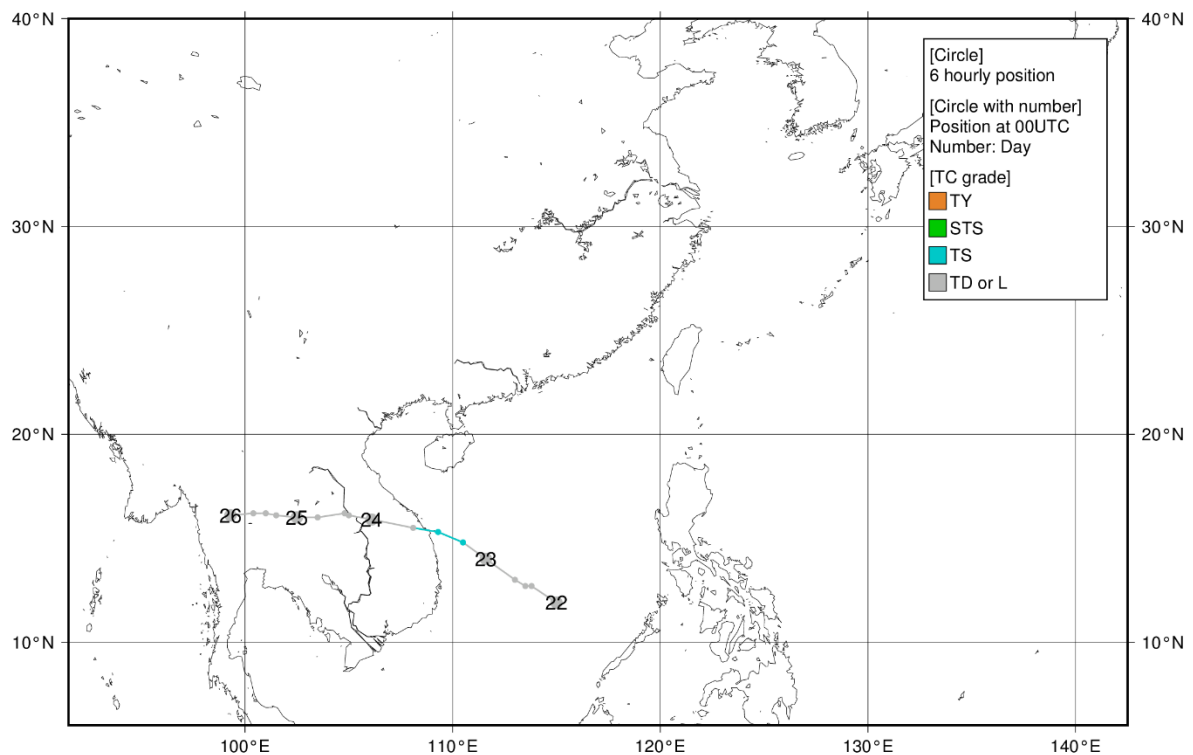 40°N
40°N
[Circle]
6 hourly position
[Circle with number]
Position at 00UTC
Number: Day
[TC grade]
TY
STS
TS
TD or L
30°N
30°N
20°N
20°N
26
25
24
23
22
10°N
10°N
100°E
110°E
120°E
130°E
140°E